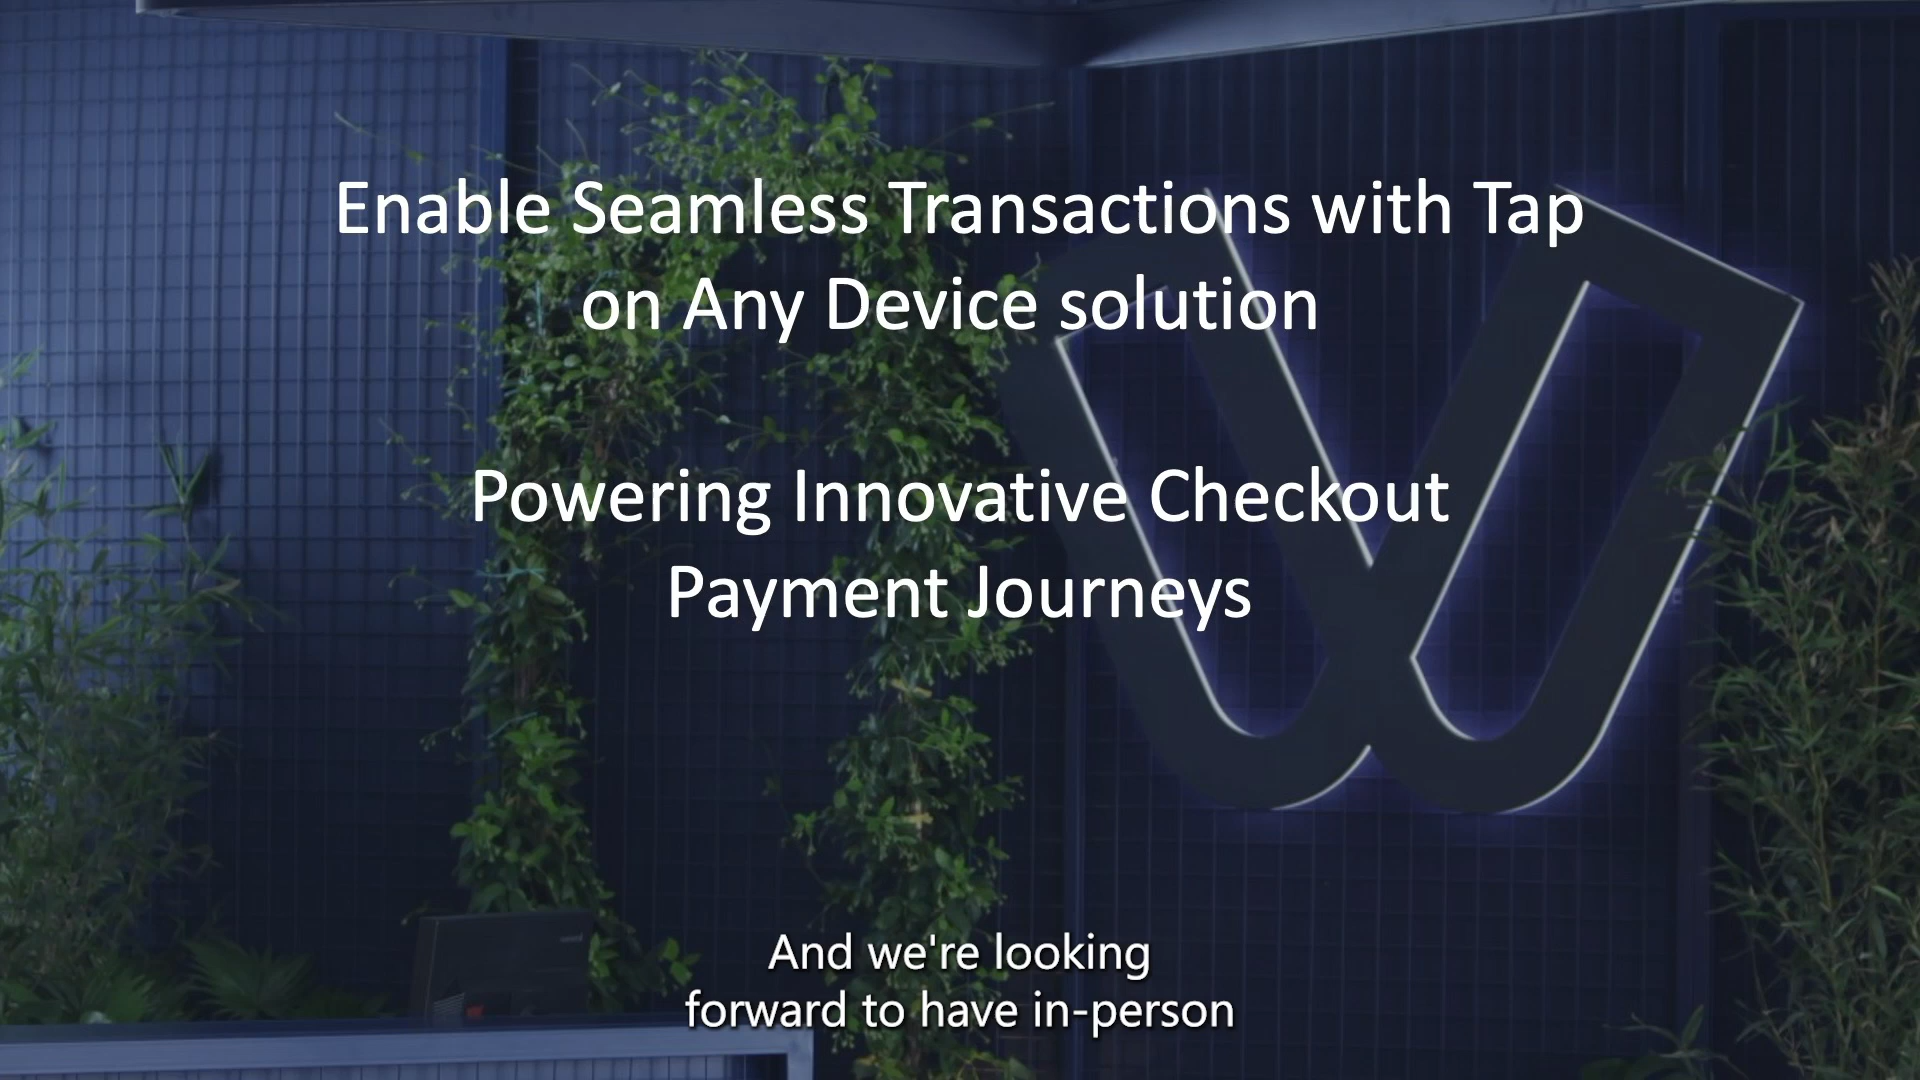 Enable Seamless Transactions with Tap
on Any Device solution
Powering Innovative Checkout
Payment Journeys
And we're looking
forward to have in-person